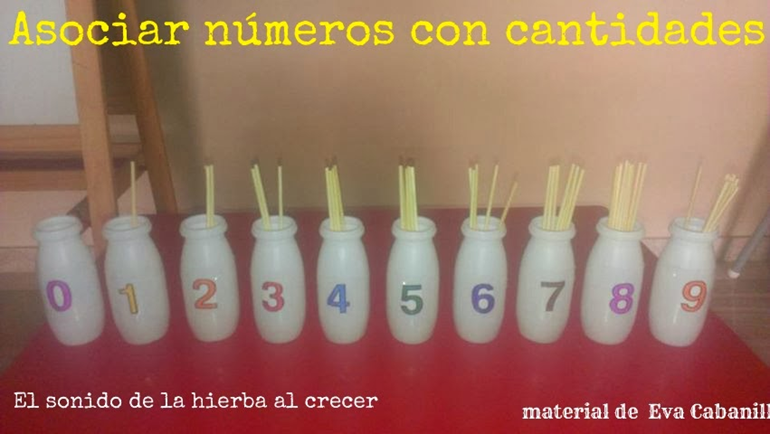 Asociar números con cantidades
0 1 2 3 4 5 6 7 8 9
El sonido de la hierba al crecer
material de Eva Cabanill